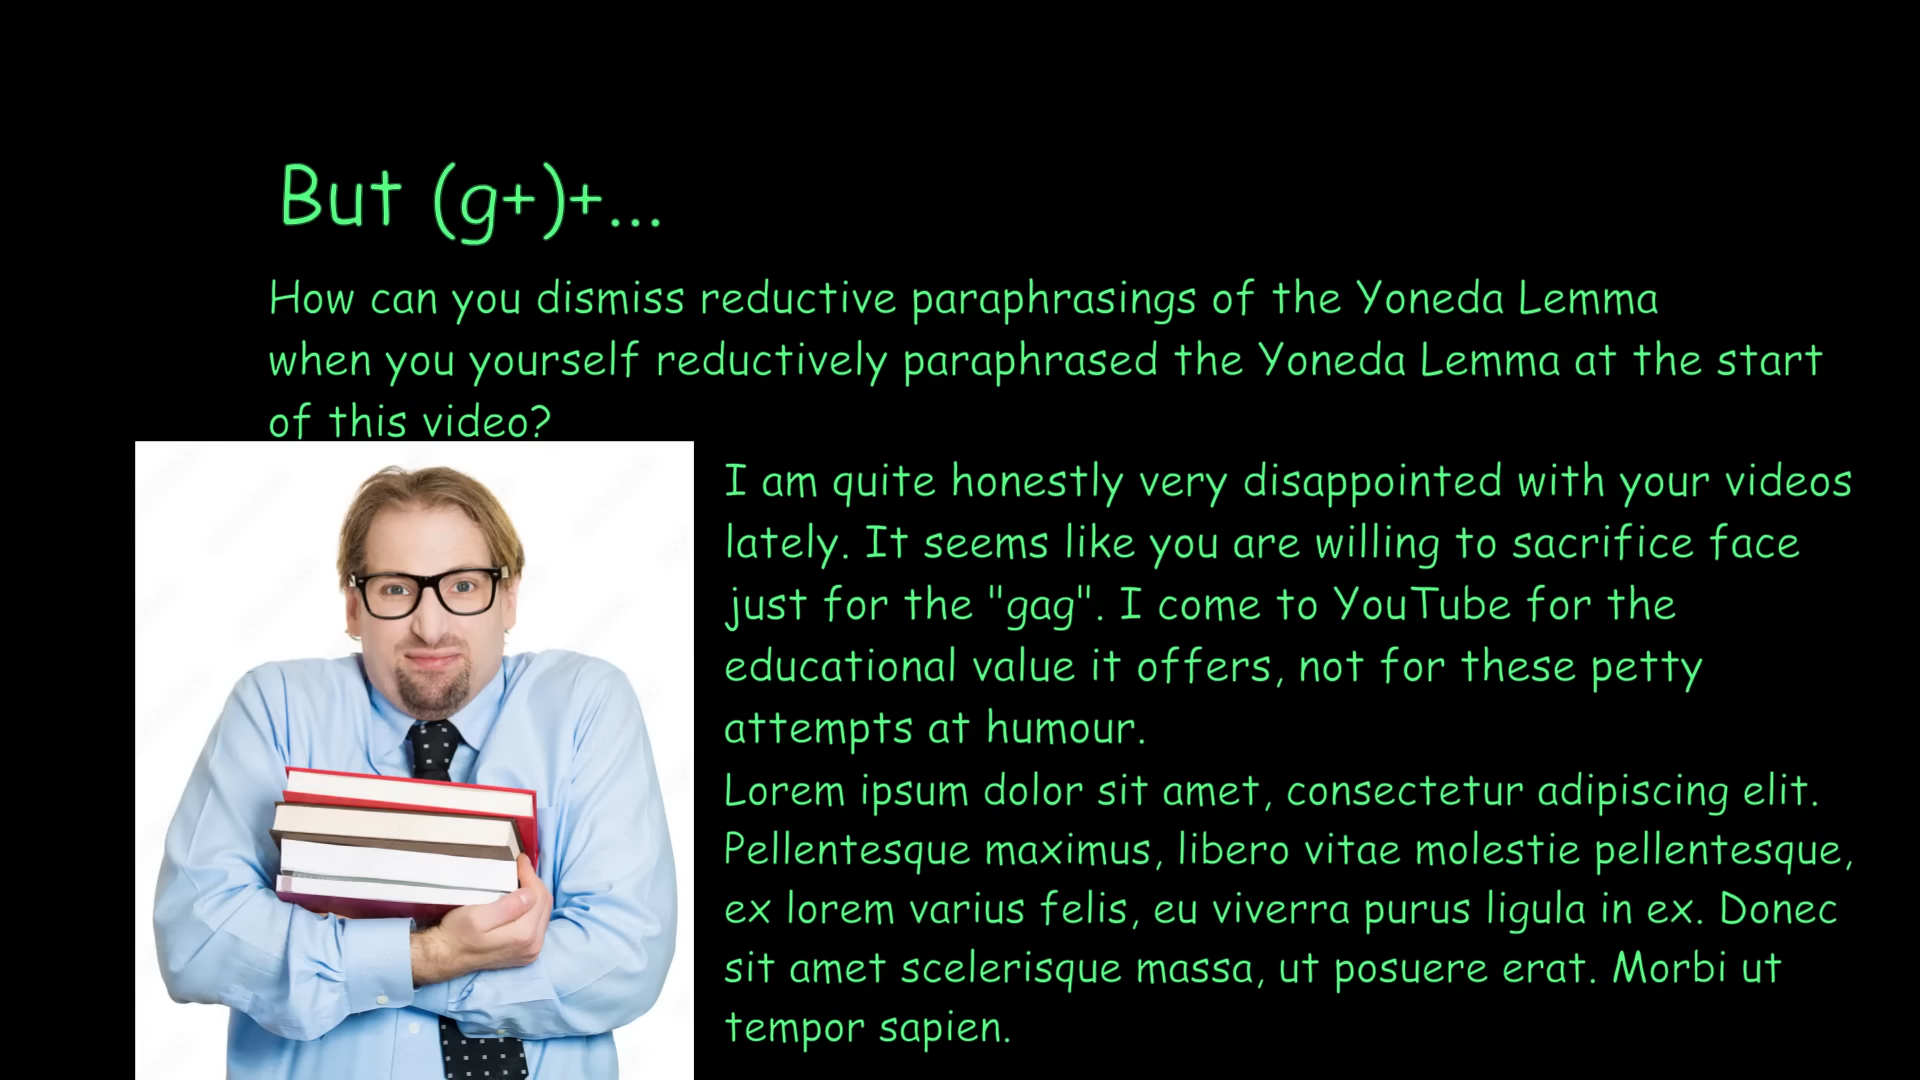 But (g+)+...
How can you dismiss reductive paraphrasings of the Yoneda Lemma
when you yourself reductively paraphrased the Yoneda Lemma at the start
of this video?
I am quite honestly very disappointed with your videos
lately. It seems like you are willing to sacrifice face
just for the "gag". I come to YouTube for the
educational value it offers, not for these petty
attempts at humour.
Lorem ipsum dolor sit amet, consectetur adipiscing elit.
Pellentesque maximus, libero vitae molestie pellentesque,
ex lorem varius felis, eu viverra purus ligula in ex. Donec
sit amet scelerisque massa, ut posuere erat. Morbi ut
tempor sapien.